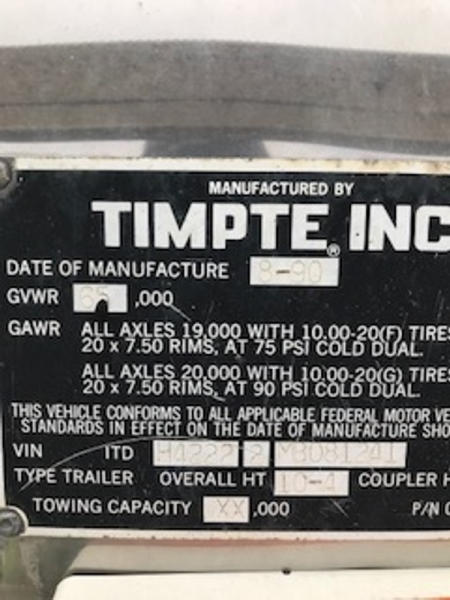 MANUFACTURED BY
TIMPTE® INC
DATE OF MANUFACTURE 8-90
GVWR 65 ,000
GAWR ALL AXLES 19,000 WITH 10.00-20(F) TIRES
20 x 7.50 RIMS, AT 75 PSI COLD DUAL.
ALL AXLES 20,000 WITH 10.00-20(G) TIRES
20 x 7.50 RIMS, AT 90 PSI COLD DUAL.
THIS VEHICLE CONFORMS TO ALL APPLICABLE FEDERAL MOTOR VE
STANDARDS IN EFFECT ON THE DATE OF MANUFACTURE SHO
VIN 1TD H4222 2 MB081241
TYPE TRAILER OVERALL HT 10-4 COUPLER H
TOWING CAPACITY XX ,000 P/N